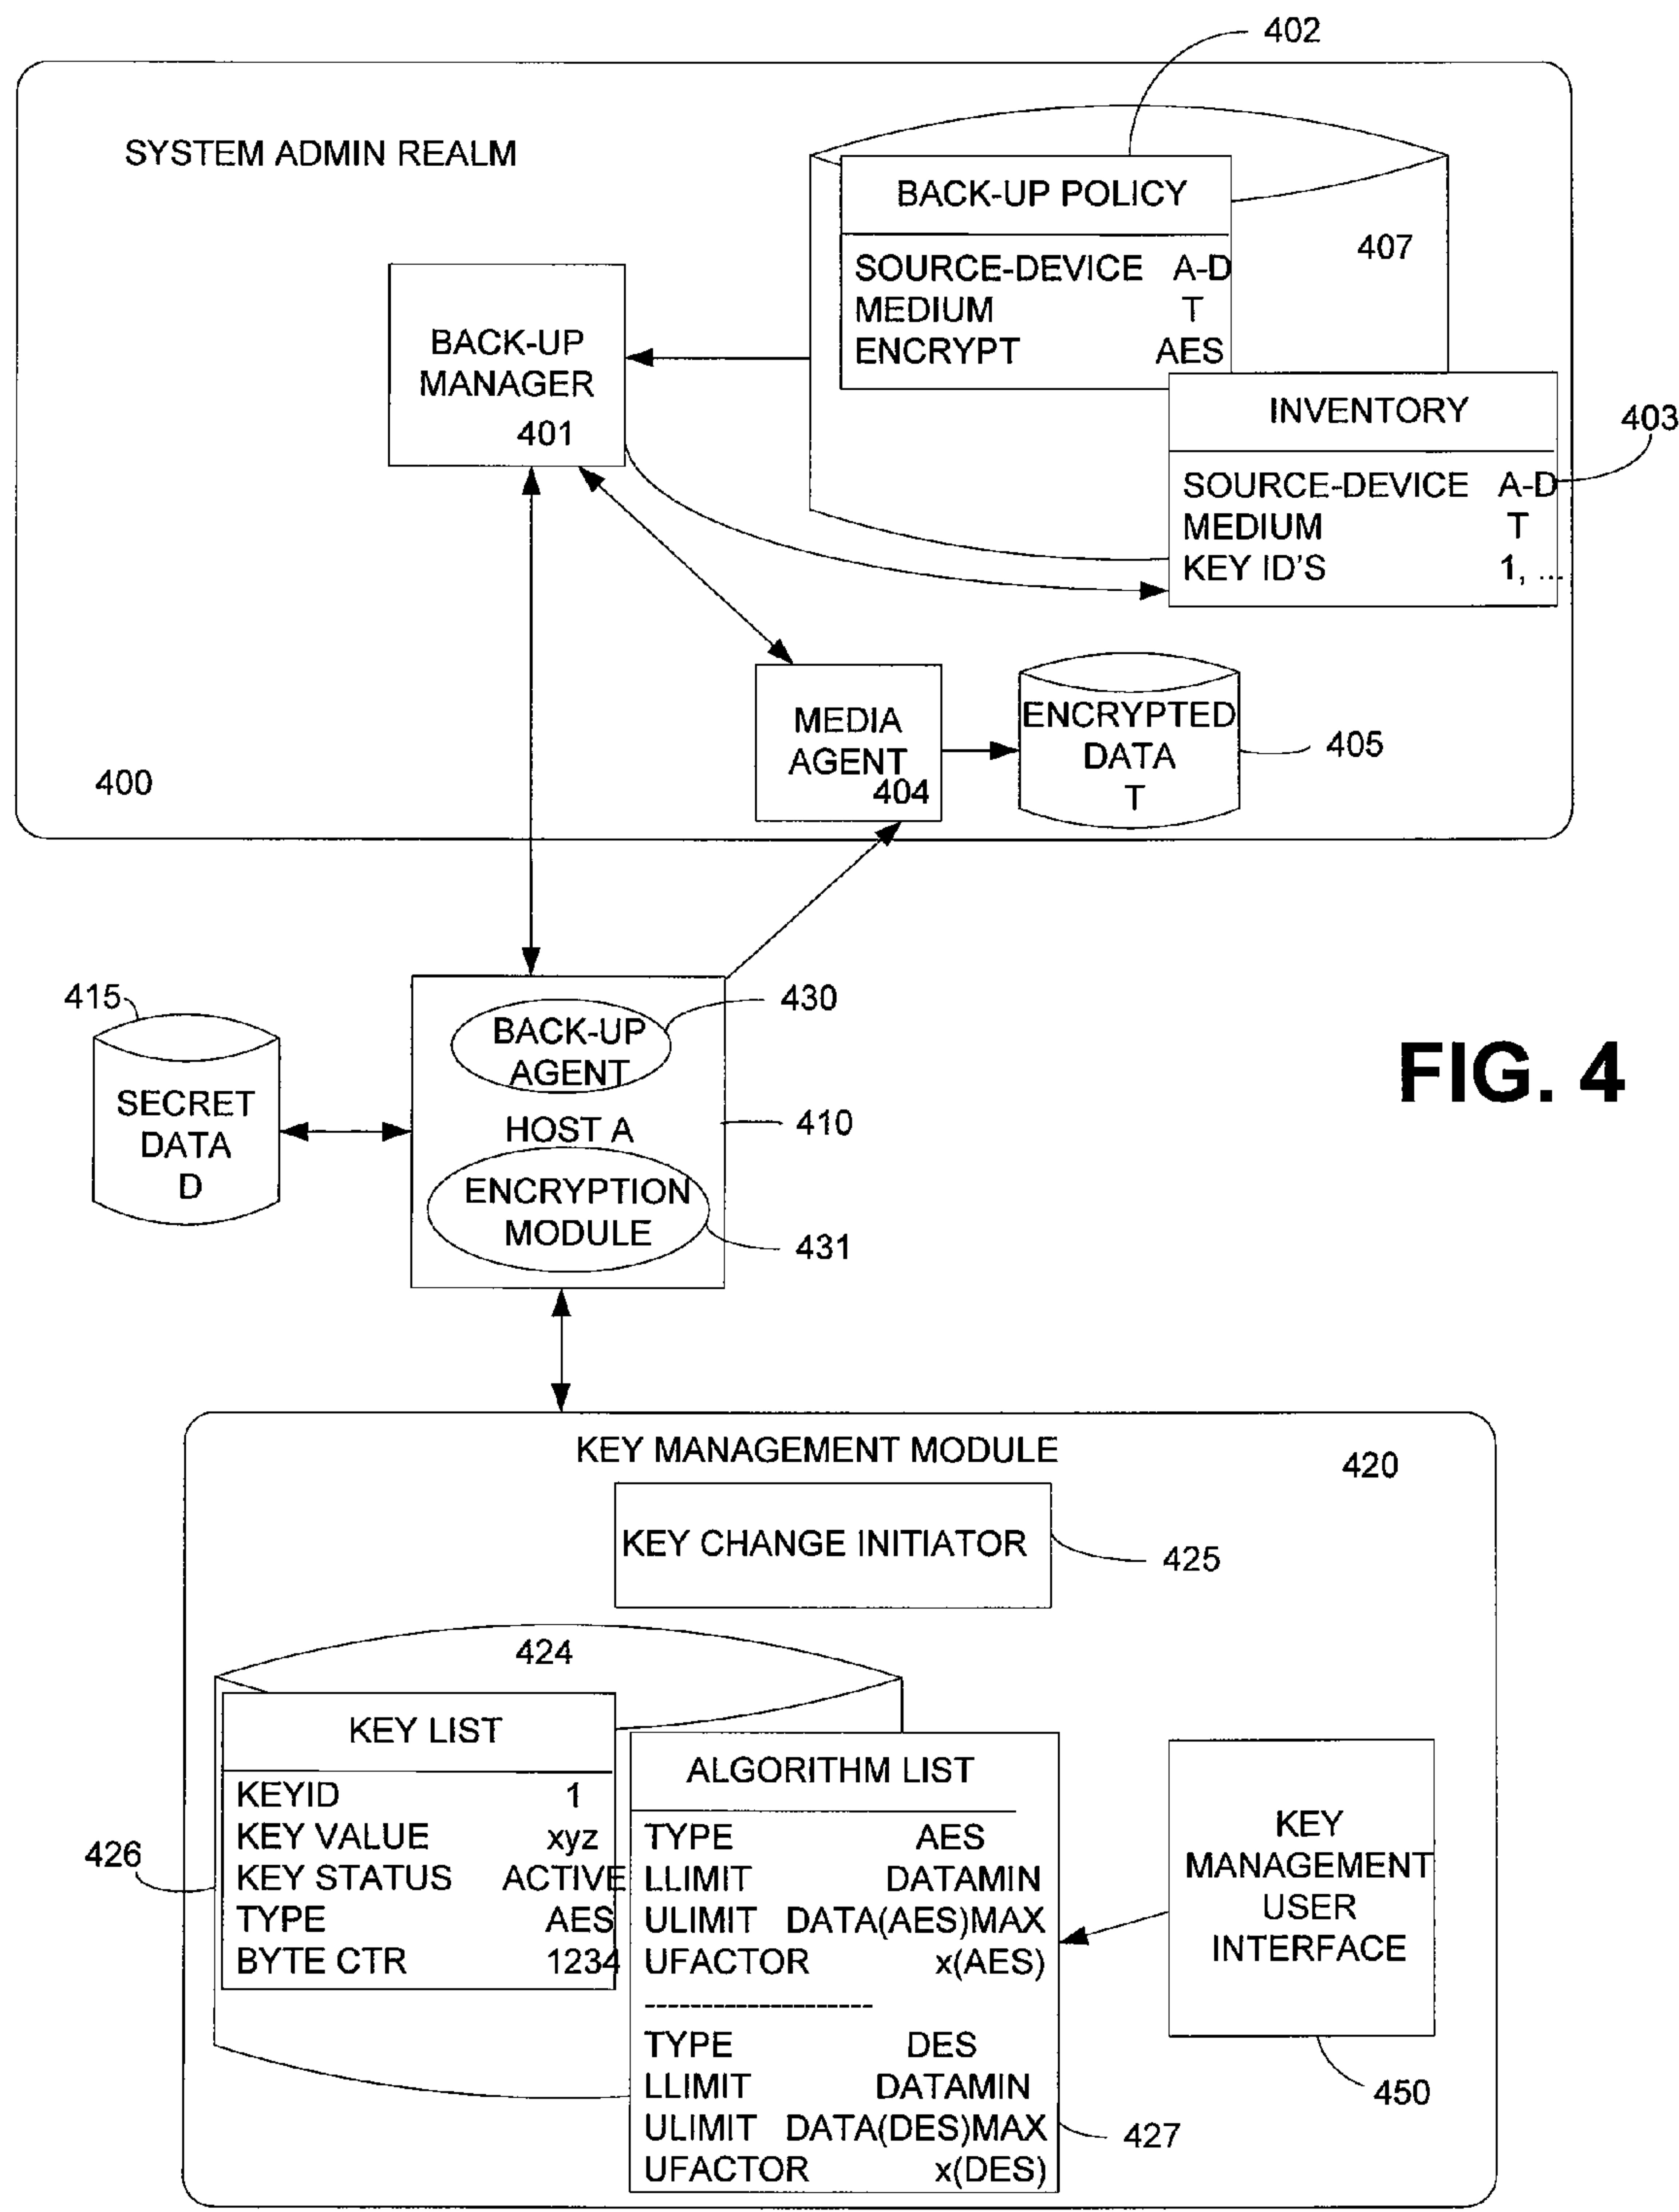 402
SYSTEM ADMIN REALM
BACK-UP POLICY
407
SOURCE-DEVICE A-D
MEDIUM T
ENCRYPT AES
BACK-UP
MANAGER
401
INVENTORY
403
SOURCE-DEVICE A-D
MEDIUM T
KEY ID'S 1, ...
MEDIA
AGENT
404
ENCRYPTED
DATA
T
405
400
415
SECRET
DATA
D
BACK-UP
AGENT
430
HOST A
410
ENCRYPTION
MODULE
431
FIG. 4
KEY MANAGEMENT MODULE
420
KEY CHANGE INITIATOR
425
424
KEY LIST
KEYID 1
KEY VALUE xyz
KEY STATUS ACTIVE
TYPE AES
BYTE CTR 1234
426
ALGORITHM LIST
TYPE AES
LLIMIT DATAMIN
ULIMIT DATA(AES)MAX
UFACTOR x(AES)
--------------------
TYPE DES
LLIMIT DATAMIN
ULIMIT DATA(DES)MAX
UFACTOR x(DES)
427
KEY
MANAGEMENT
USER
INTERFACE
450